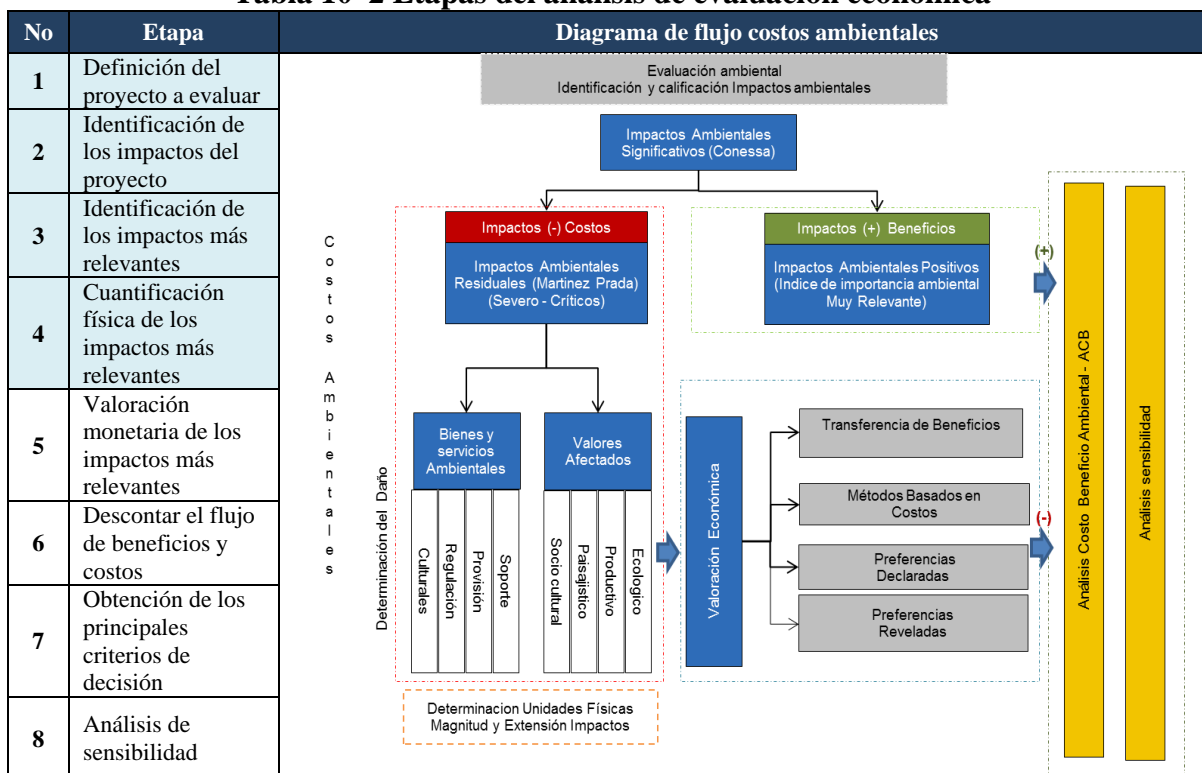 Tabla 10-2 Etapas del análisis de evaluación económica
No
Etapa
Diagrama de flujo costos ambientales
1
Definición del
proyecto a evaluar
2
Identificación de
los impactos del
proyecto
3
Identificación de
los impactos más
relevantes
4
Cuantificación
física de los
impactos más
relevantes
5
Valoración
monetaria de los
impactos más
relevantes
6
Descontar el flujo
de beneficios y
costos
7
Obtención de los
principales
criterios de
decisión
8
Análisis de
sensibilidad
Evaluación ambiental
Identificación y calificación Impactos ambientales
Impactos Ambientales
Significativos (Conessa)
Costos Ambientales
Impactos (-) Costos
Impactos Ambientales
Residuales (Martinez Prada)
(Severo - Críticos)
Impactos (+) Beneficios
Impactos Ambientales Positivos
(Indice de importancia ambiental
Muy Relevante)
(+)
Determinación del Daño
Bienes y
servicios
Ambientales
Culturales
Regulación
Provisión
Soporte
Valores
Afectados
Socio cultural
Paisajistico
Productivo
Ecologico
Determinacion Unidades Físicas
Magnitud y Extensión Impactos
Valoración Económica
Transferencia de Beneficios
Métodos Basados en
Costos
Preferencias
Declaradas
Preferencias
Reveladas
(-)
Análisis Costo Beneficio Ambiental - ACB
Análisis sensibilidad